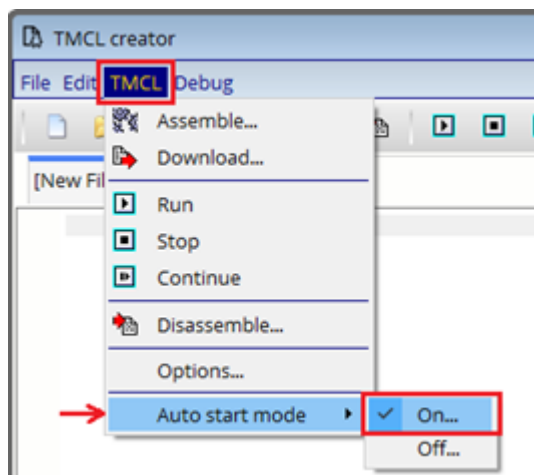 TMCL creator
File Edit TMCL Debug
Assemble...
Download...
[New Fil
Run
Stop
Continue
Disassemble...
Options...
Auto start mode
On...
Off...